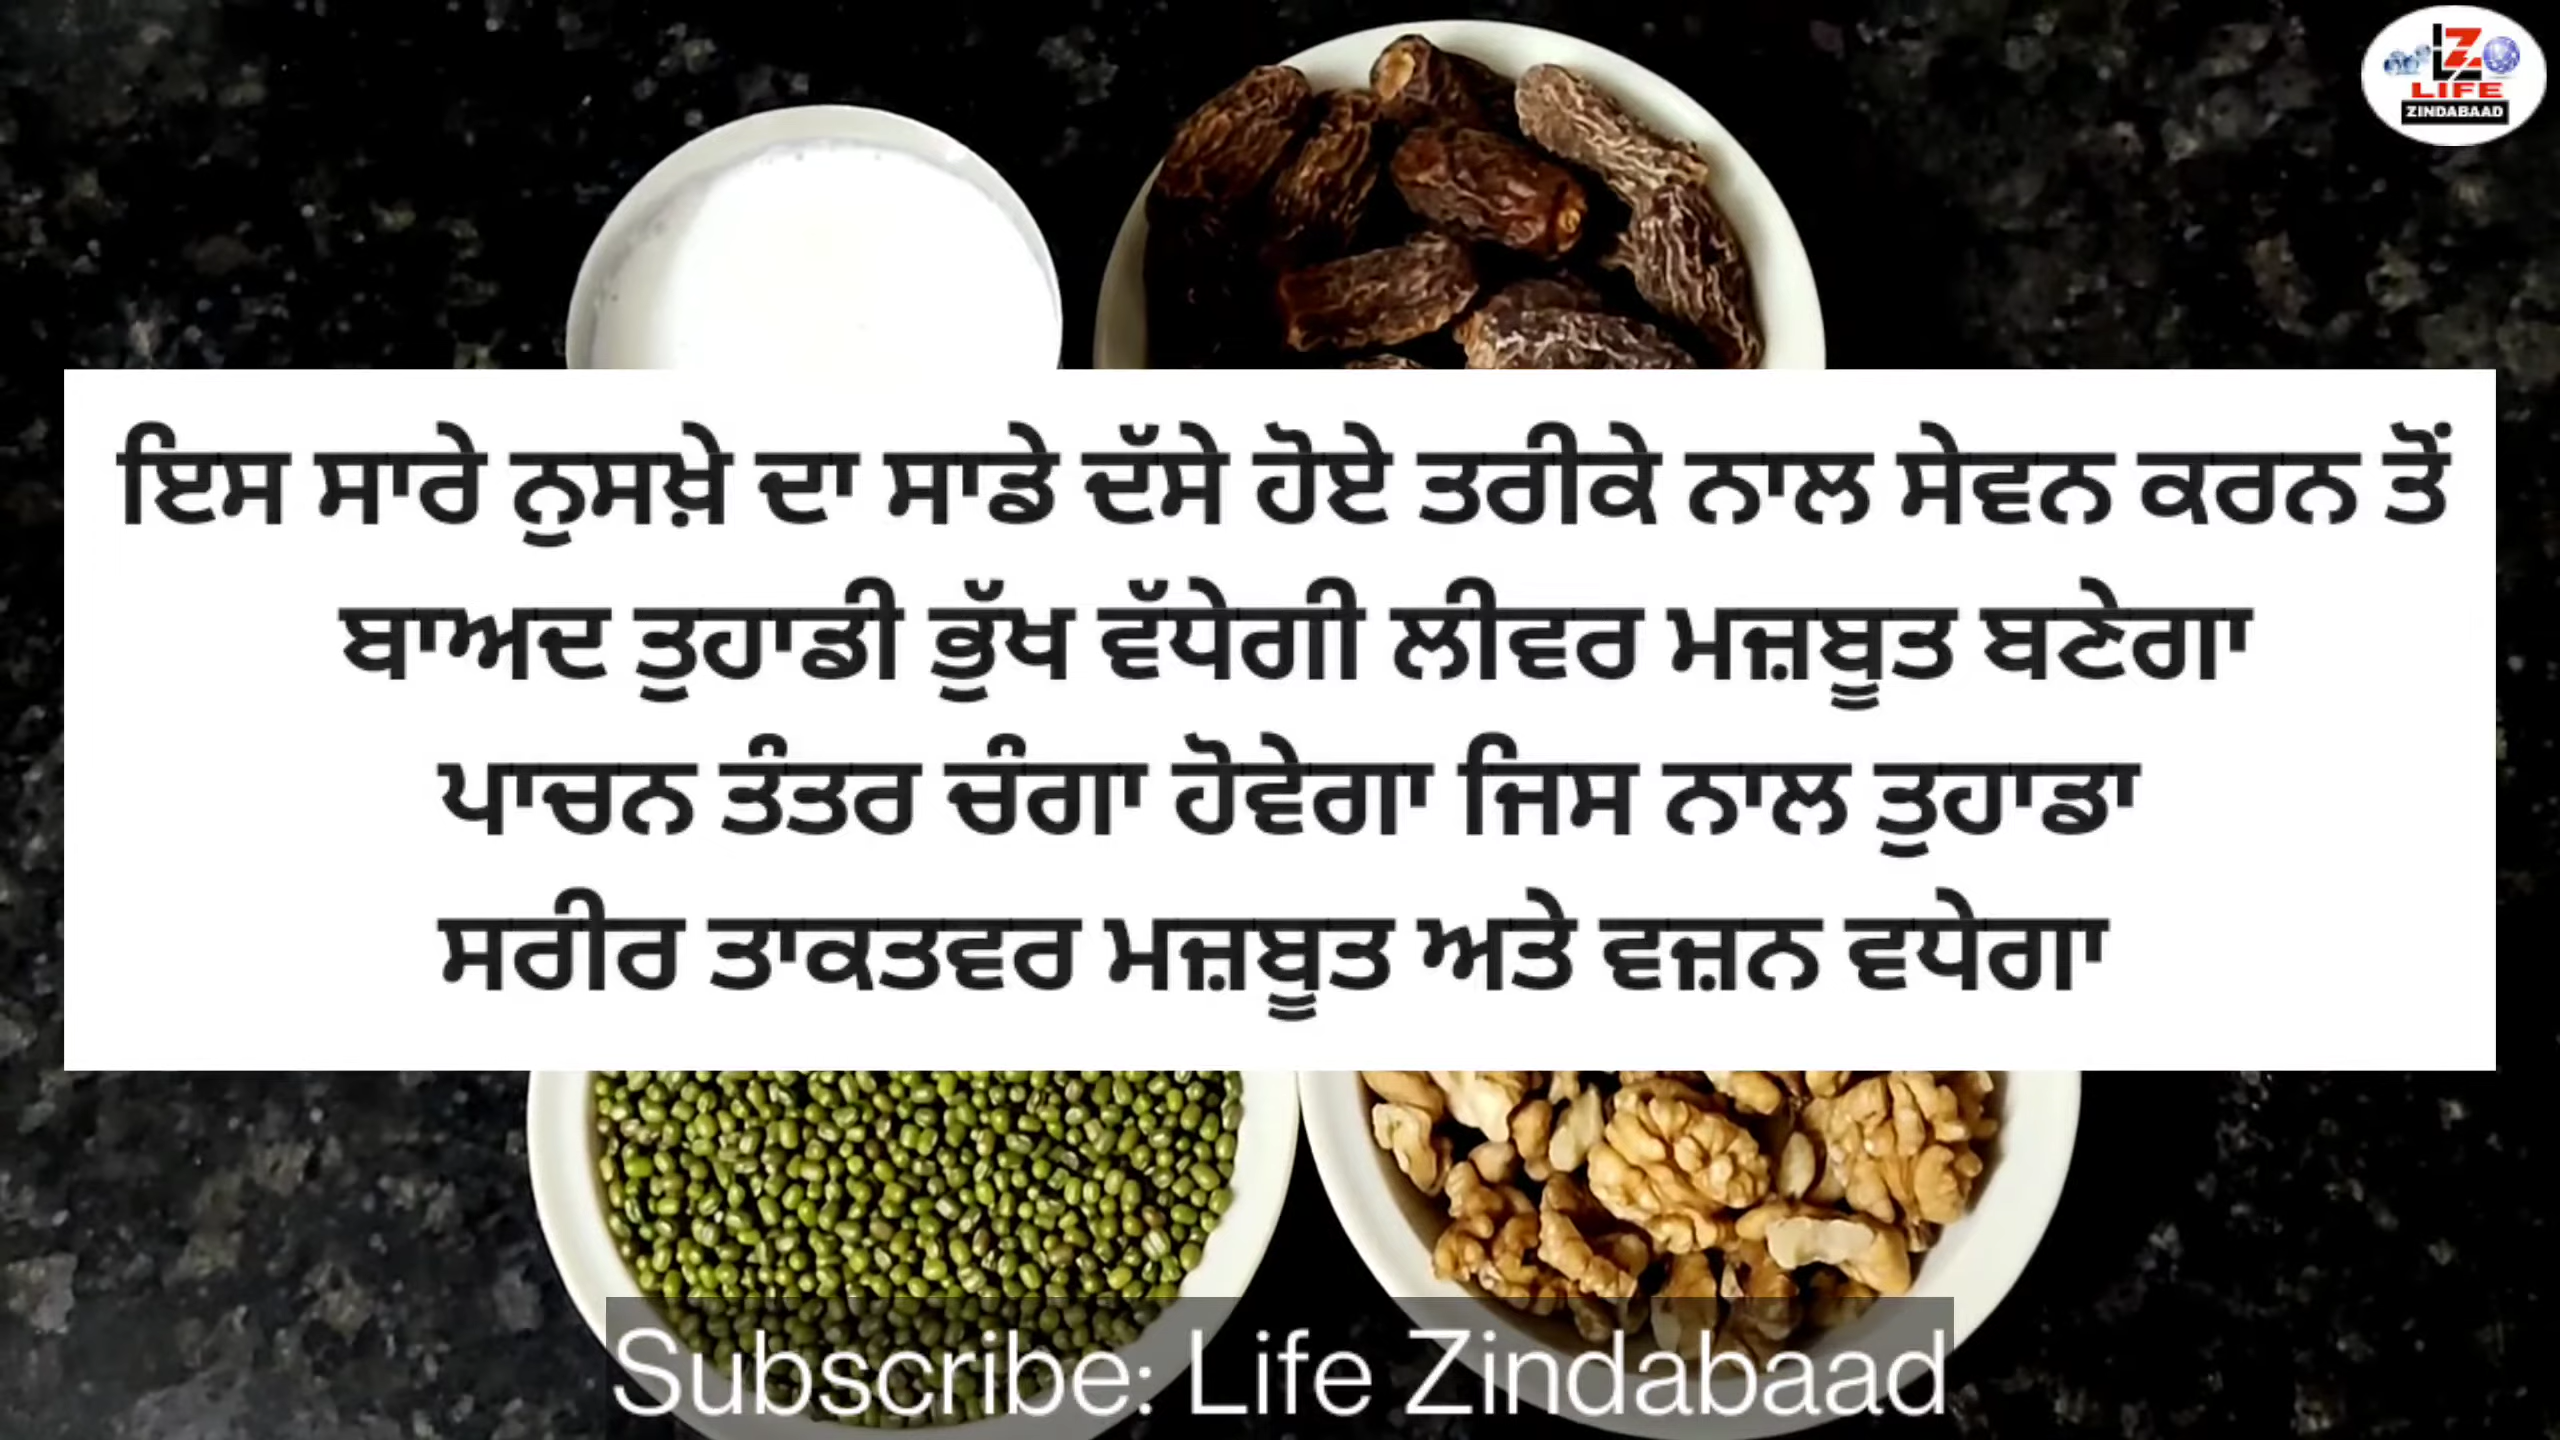 LZ
LIFE
ZINDABAAD
ਇਸ ਸਾਰੇ ਨੁਸਖ਼ੇ ਦਾ ਸਾਡੇ ਦੱਸੇ ਹੋਏ ਤਰੀਕੇ ਨਾਲ ਸੇਵਨ ਕਰਨ ਤੋਂ
ਬਾਅਦ ਤੁਹਾਡੀ ਭੁੱਖ ਵੱਧੇਗੀ ਲੀਵਰ ਮਜ਼ਬੂਤ ਬਣੇਗਾ
ਪਾਚਨ ਤੰਤਰ ਚੰਗਾ ਹੋਵੇਗਾ ਜਿਸ ਨਾਲ ਤੁਹਾਡਾ
ਸਰੀਰ ਤਾਕਤਵਰ ਮਜ਼ਬੂਤ ਅਤੇ ਵਜ਼ਨ ਵਧੇਗਾ
Subscribe: Life Zindabaad